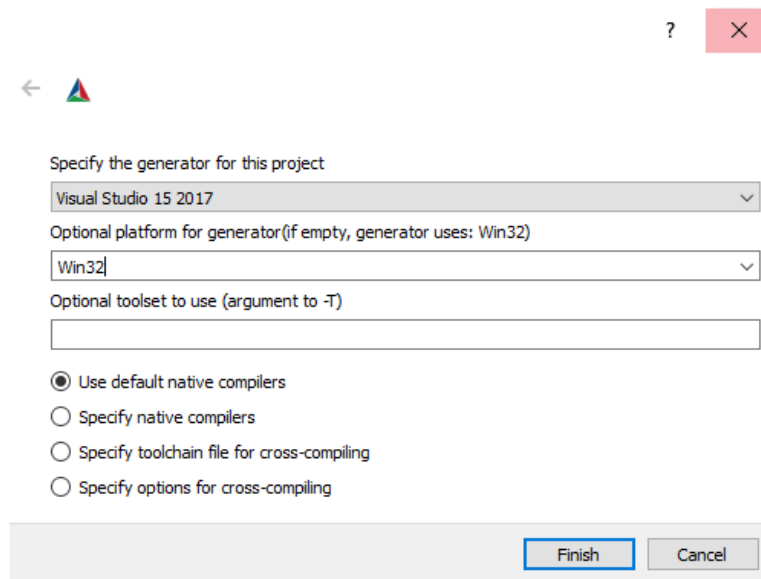 ?
Specify the generator for this project
Visual Studio 15 2017
Optional platform for generator(if empty, generator uses: Win32)
Win32
Optional toolset to use (argument to -T)
Use default native compilers
Specify native compilers
Specify toolchain file for cross-compiling
Specify options for cross-compiling
Finish Cancel